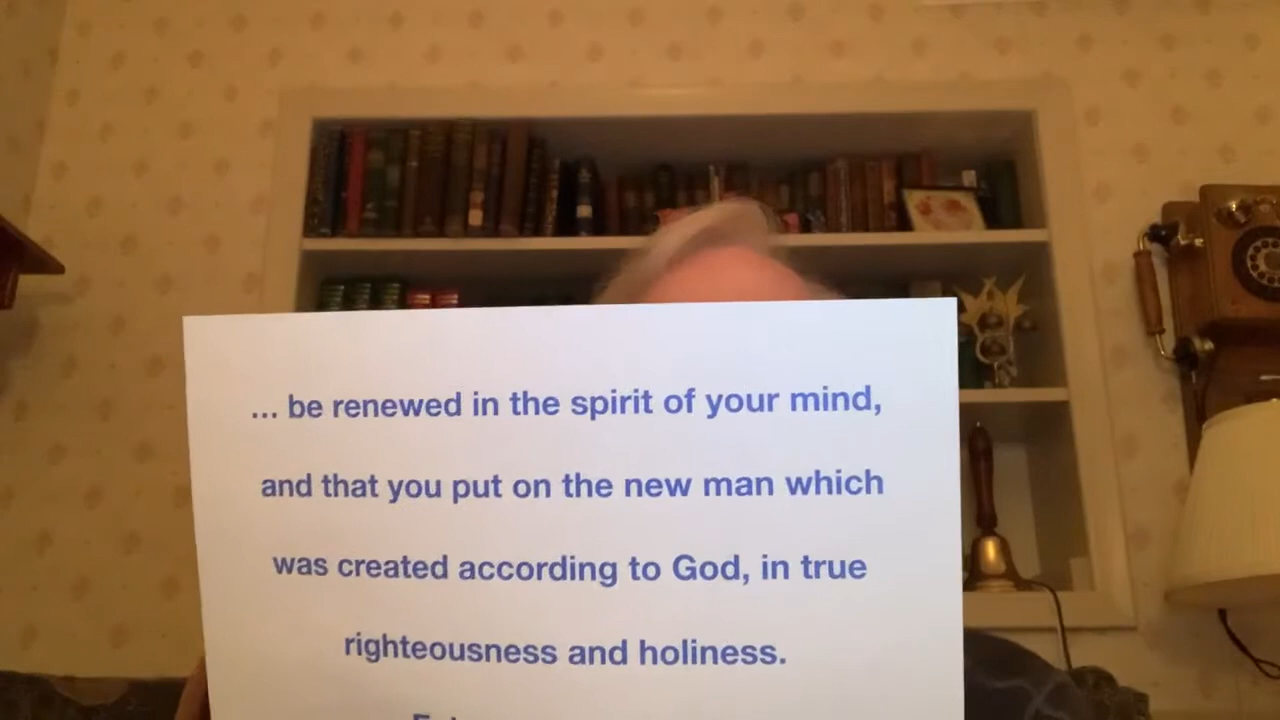 ... be renewed in the spirit of your mind,
and that you put on the new man which
was created according to God, in true
righteousness and holiness.